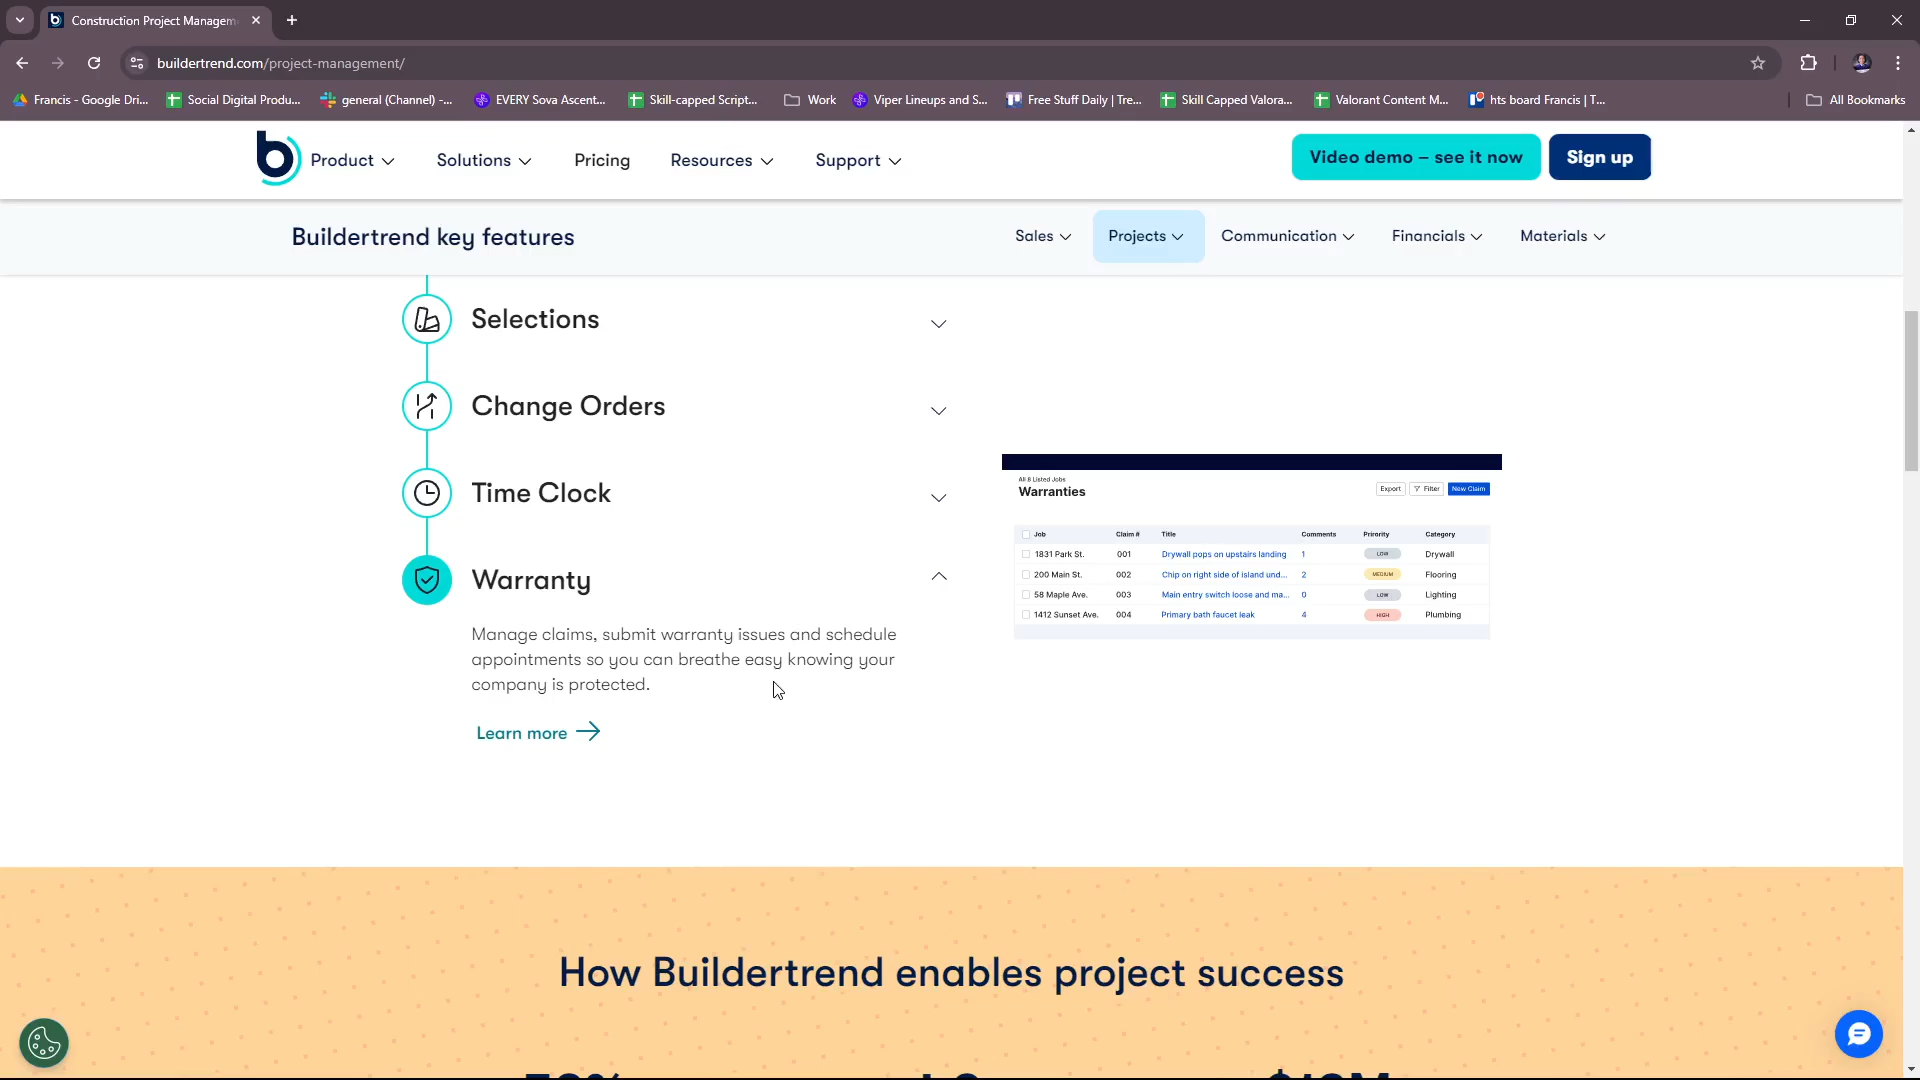 Construction Project Managem
buildertrend.com/project-management/
Francis - Google Dri...
Social Digital Produ...
general (Channel) -...
EVERY Sova Ascent...
Skill-capped Script...
Work
Viper Lineups and S...
Free Stuff Daily | Tre...
Skill Capped Valora...
Valorant Content M...
hts board Francis | T...
All Bookmarks
b
Product
Solutions
Pricing
Resources
Support
Video demo – see it now
Sign up
Buildertrend key features
Sales
Projects
Communication
Financials
Materials
Selections
Change Orders
Time Clock
Warranty
Manage claims, submit warranty issues and schedule
appointments so you can breathe easy knowing your
company is protected.
Learn more
All 8 Listed Jobs
Warranties
Export
Filter
New Claim
Job Claim # Title Comments Prirority Category
1831 Park St. 001 Drywall pops on upstairs landing 1 LOW Drywall
200 Main St. 002 Chip on right side of island und... 2 MEDIUM Flooring
58 Maple Ave. 003 Main entry switch loose and ma... 0 LOW Lighting
1412 Sunset Ave. 004 Primary bath faucet leak 4 HIGH Plumbing
How Buildertrend enables project success